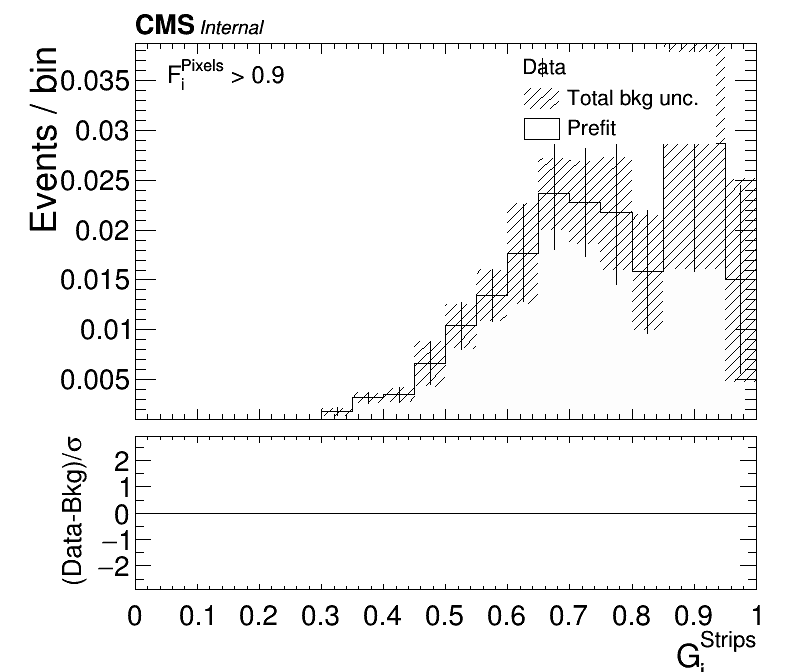 CMS Internal
F_i^Pixels > 0.9
Data
Total bkg unc.
Prefit
Events / bin
0.035
0.03
0.025
0.02
0.015
0.01
0.005
(Data-Bkg)/σ
2
1
0
−1
−2
0 0.1 0.2 0.3 0.4 0.5 0.6 0.7 0.8 0.9 1
G_i^Strips